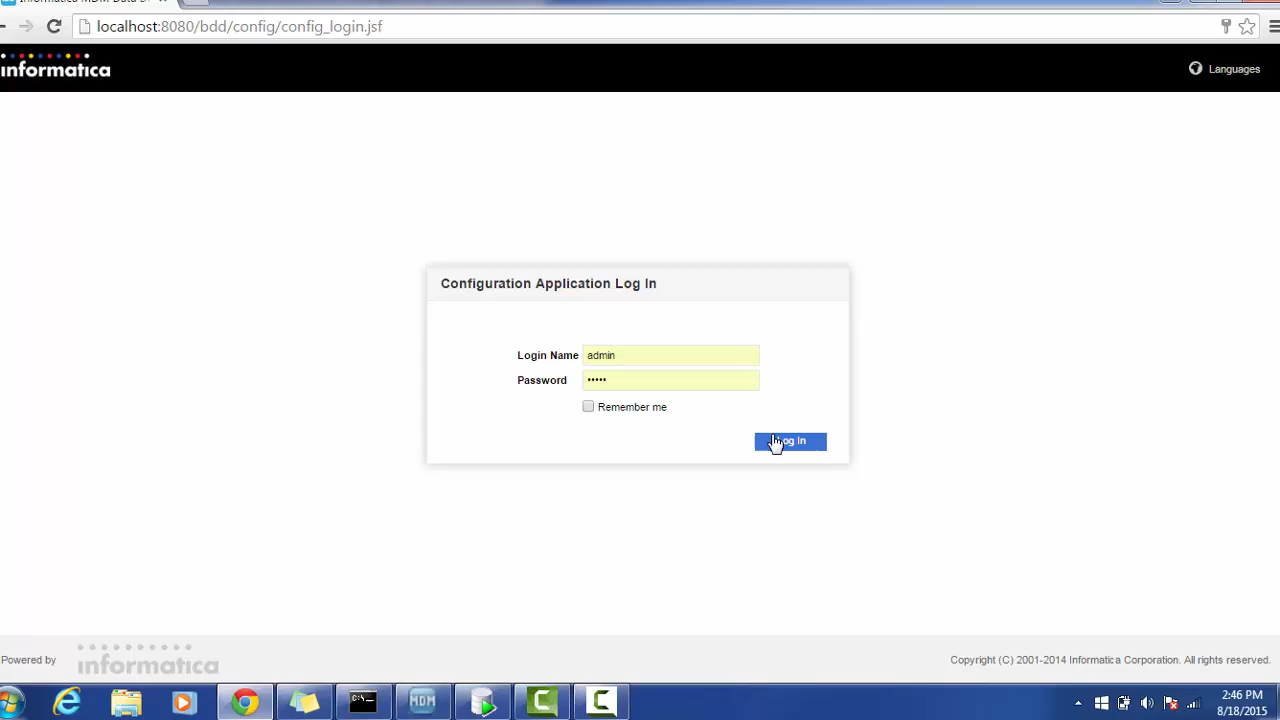 localhost:8080/bdd/config/config_login.jsf
informatica
Languages
Configuration Application Log In
Login Name admin
Password •••••
Remember me
Log In
Powered by informatica
Copyright (C) 2001-2014 Informatica Corporation. All rights reserved.
C:\
MDM
2:46 PM
8/18/2015